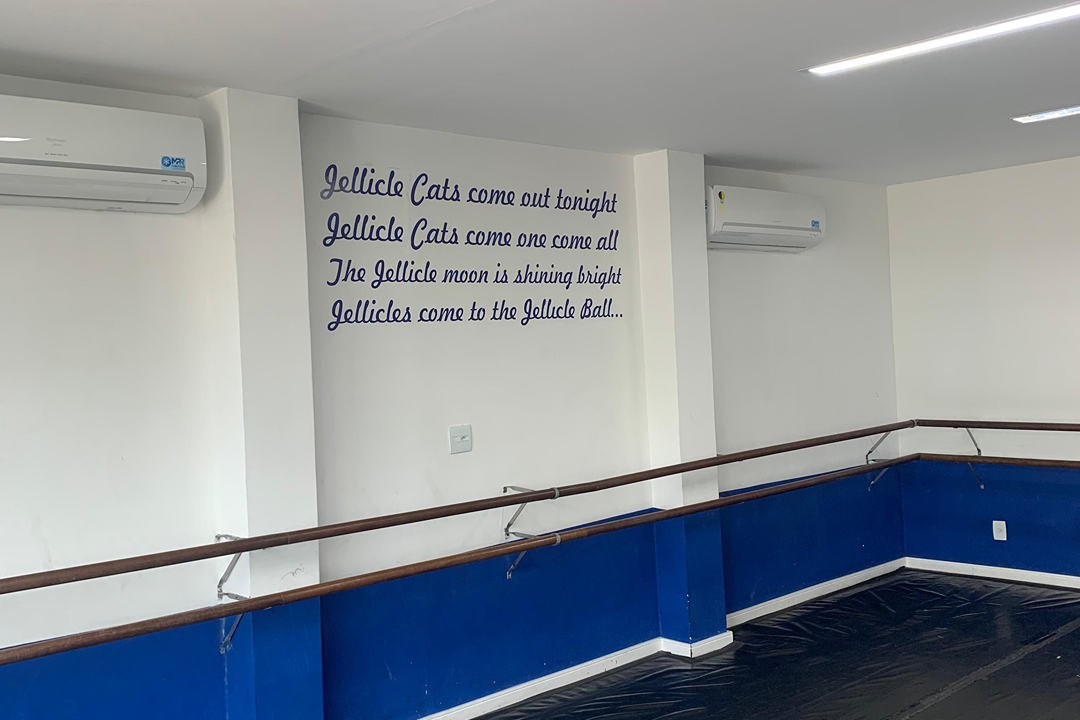 Jellicle Cats come out tonight
Jellicle Cats come one come all
The Jellicle moon is shining bright
Jellicles come to the Jellicle Ball...